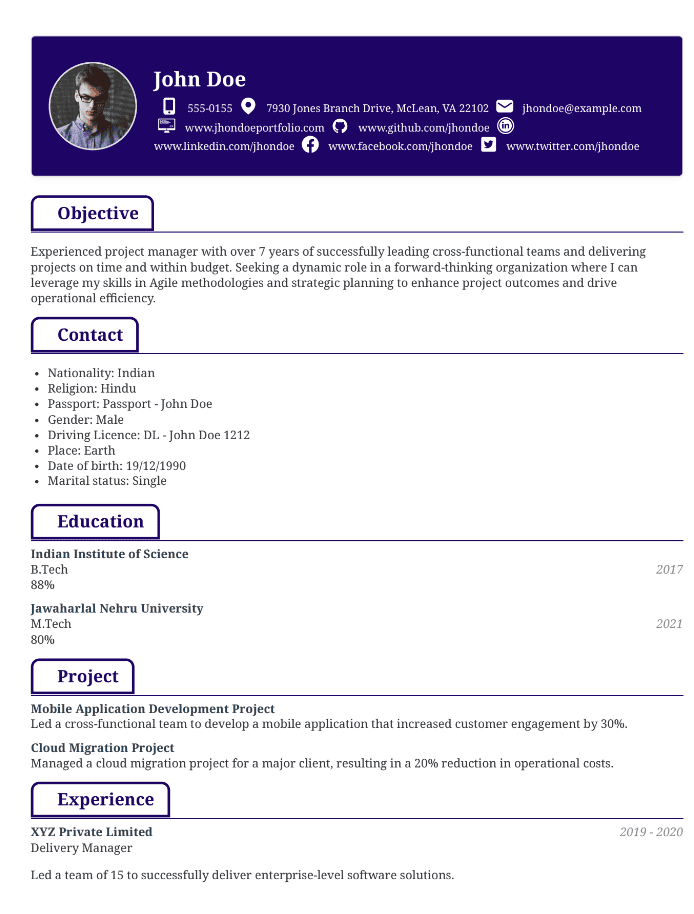 John Doe
555-0155 7930 Jones Branch Drive, McLean, VA 22102 jhondoe@example.com
www.jhondoeportfolio.com www.github.com/jhondoe
www.linkedin.com/jhondoe www.facebook.com/jhondoe www.twitter.com/jhondoe
Objective
Experienced project manager with over 7 years of successfully leading cross-functional teams and delivering
projects on time and within budget. Seeking a dynamic role in a forward-thinking organization where I can
leverage my skills in Agile methodologies and strategic planning to enhance project outcomes and drive
operational efficiency.
Contact
• Nationality: Indian
• Religion: Hindu
• Passport: Passport - John Doe
• Gender: Male
• Driving Licence: DL - John Doe 1212
• Place: Earth
• Date of birth: 19/12/1990
• Marital status: Single
Education
Indian Institute of Science
B.Tech 2017
88%
Jawaharlal Nehru University
M.Tech 2021
80%
Project
Mobile Application Development Project
Led a cross-functional team to develop a mobile application that increased customer engagement by 30%.
Cloud Migration Project
Managed a cloud migration project for a major client, resulting in a 20% reduction in operational costs.
Experience
XYZ Private Limited 2019 - 2020
Delivery Manager
Led a team of 15 to successfully deliver enterprise-level software solutions.